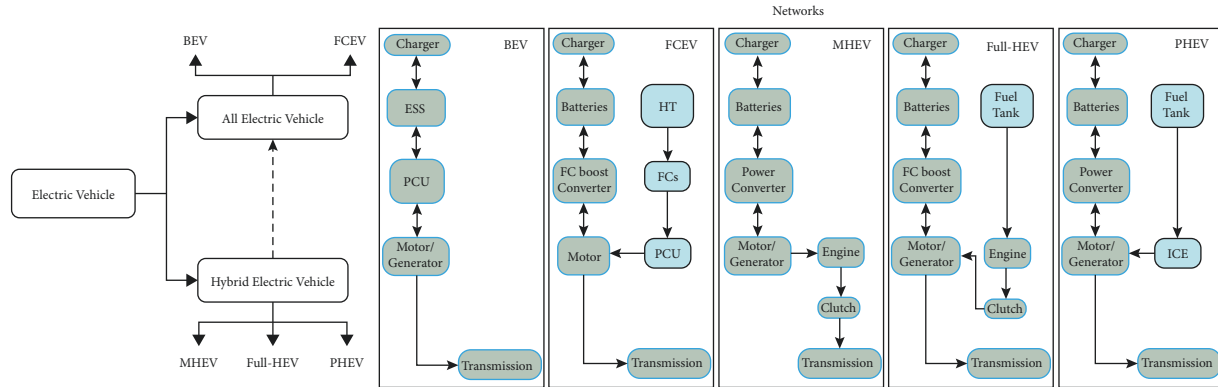 Networks
BEV
FCEV
All Electric Vehicle
Electric Vehicle
Hybrid Electric Vehicle
MHEV
Full-HEV
PHEV
BEV
Charger
ESS
PCU
Motor/
Generator
Transmission
FCEV
Charger
Batteries
FC boost
Converter
Motor
HT
FCs
PCU
Transmission
MHEV
Charger
Batteries
Power
Converter
Motor/
Generator
Engine
Clutch
Transmission
Full-HEV
Charger
Batteries
FC boost
Converter
Motor/
Generator
Fuel
Tank
Engine
Clutch
Transmission
PHEV
Charger
Batteries
Power
Converter
Motor/
Generator
Fuel
Tank
ICE
Transmission